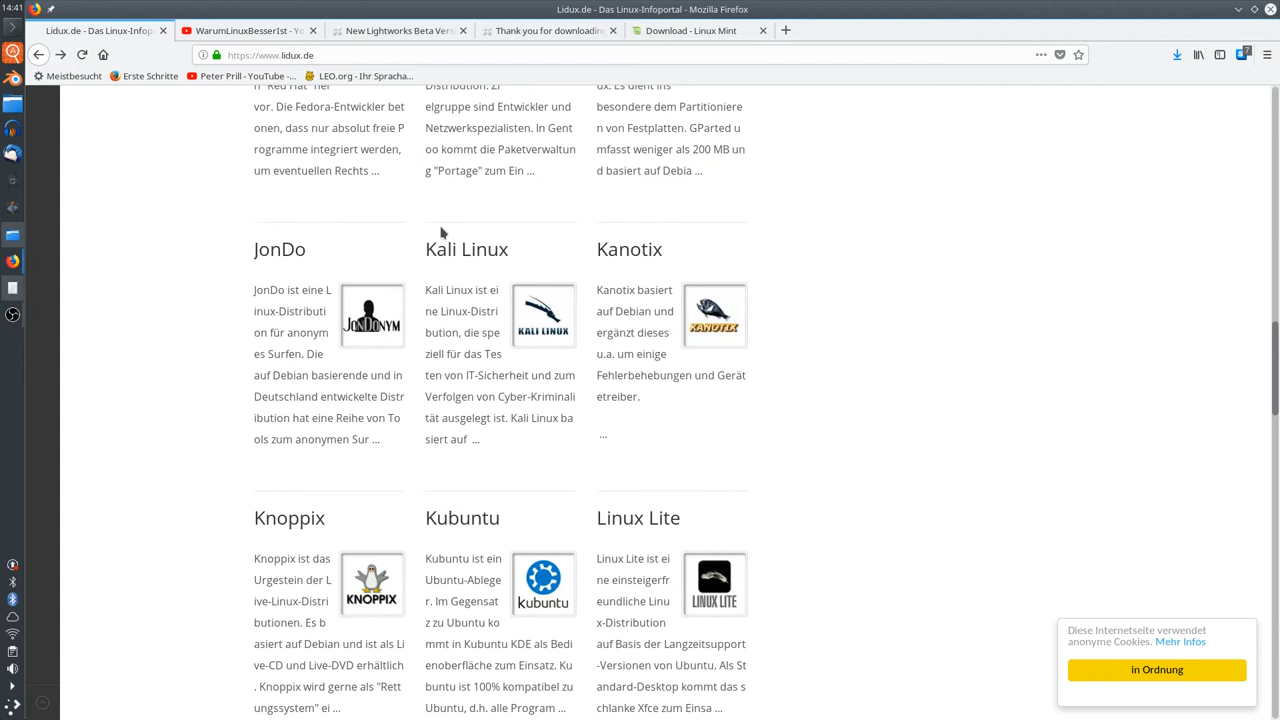 14:41
Lidux.de - Das Linux-Infoportal - Mozilla Firefox
Lidux.de - Das Linux-Infop
WarumLinuxBesserIst - Yo
New Lightworks Beta Vers
Thank you for downloadin
Download - Linux Mint
https://www.lidux.de
7
Meistbesucht
Erste Schritte
Peter Prill - YouTube -...
LEO.org - Ihr Spracha...
n "Red Hat" her
vor. Die Fedora-Entwickler bet
onen, dass nur absolut freie P
rogramme integriert werden,
um eventuellen Rechts ...
Distribution. Zi
elgruppe sind Entwickler und
Netzwerkspezialisten. In Gent
oo kommt die Paketverwaltun
g "Portage" zum Ein ...
ux. Es dient ins
besondere dem Partitioniere
n von Festplatten. GParted u
mfasst weniger als 200 MB un
d basiert auf Debia ...
JonDo
JonDo ist eine L
inux-Distributi
on für anonym
es Surfen. Die
auf Debian basierende und in
Deutschland entwickelte Distr
ibution hat eine Reihe von To
ols zum anonymen Sur ...
JONDONYM
Kali Linux
Kali Linux ist ei
ne Linux-Distri
bution, die spe
ziell für das Tes
ten von IT-Sicherheit und zum
Verfolgen von Cyber-Kriminali
tät ausgelegt ist. Kali Linux ba
siert auf ...
KALI LINUX
Kanotix
Kanotix basiert
auf Debian und
ergänzt dieses
u.a. um einige
Fehlerbehebungen und Gerät
etreiber.
...
KANOTIX
Knoppix
Knoppix ist das
Urgestein der L
ive-Linux-Distri
butionen. Es b
asiert auf Debian und ist als Li
ve-CD und Live-DVD erhältlich
. Knoppix wird gerne als "Rett
ungssystem" ei ...
KNOPPIX
Kubuntu
Kubuntu ist ein
Ubuntu-Ablege
r. Im Gegensat
z zu Ubuntu ko
mmt in Kubuntu KDE als Bedi
enoberfläche zum Einsatz. Ku
buntu ist 100% kompatibel zu
Ubuntu, d.h. alle Program ...
kubuntu
Linux Lite
Linux Lite ist ei
ne einsteigerfr
eundliche Linu
x-Distribution
auf Basis der Langzeitsupport
-Versionen von Ubuntu. Als St
andard-Desktop kommt das s
chlanke Xfce zum Einsa ...
LINUX LITE
Diese Internetseite verwendet
anonyme Cookies. Mehr Infos
in Ordnung